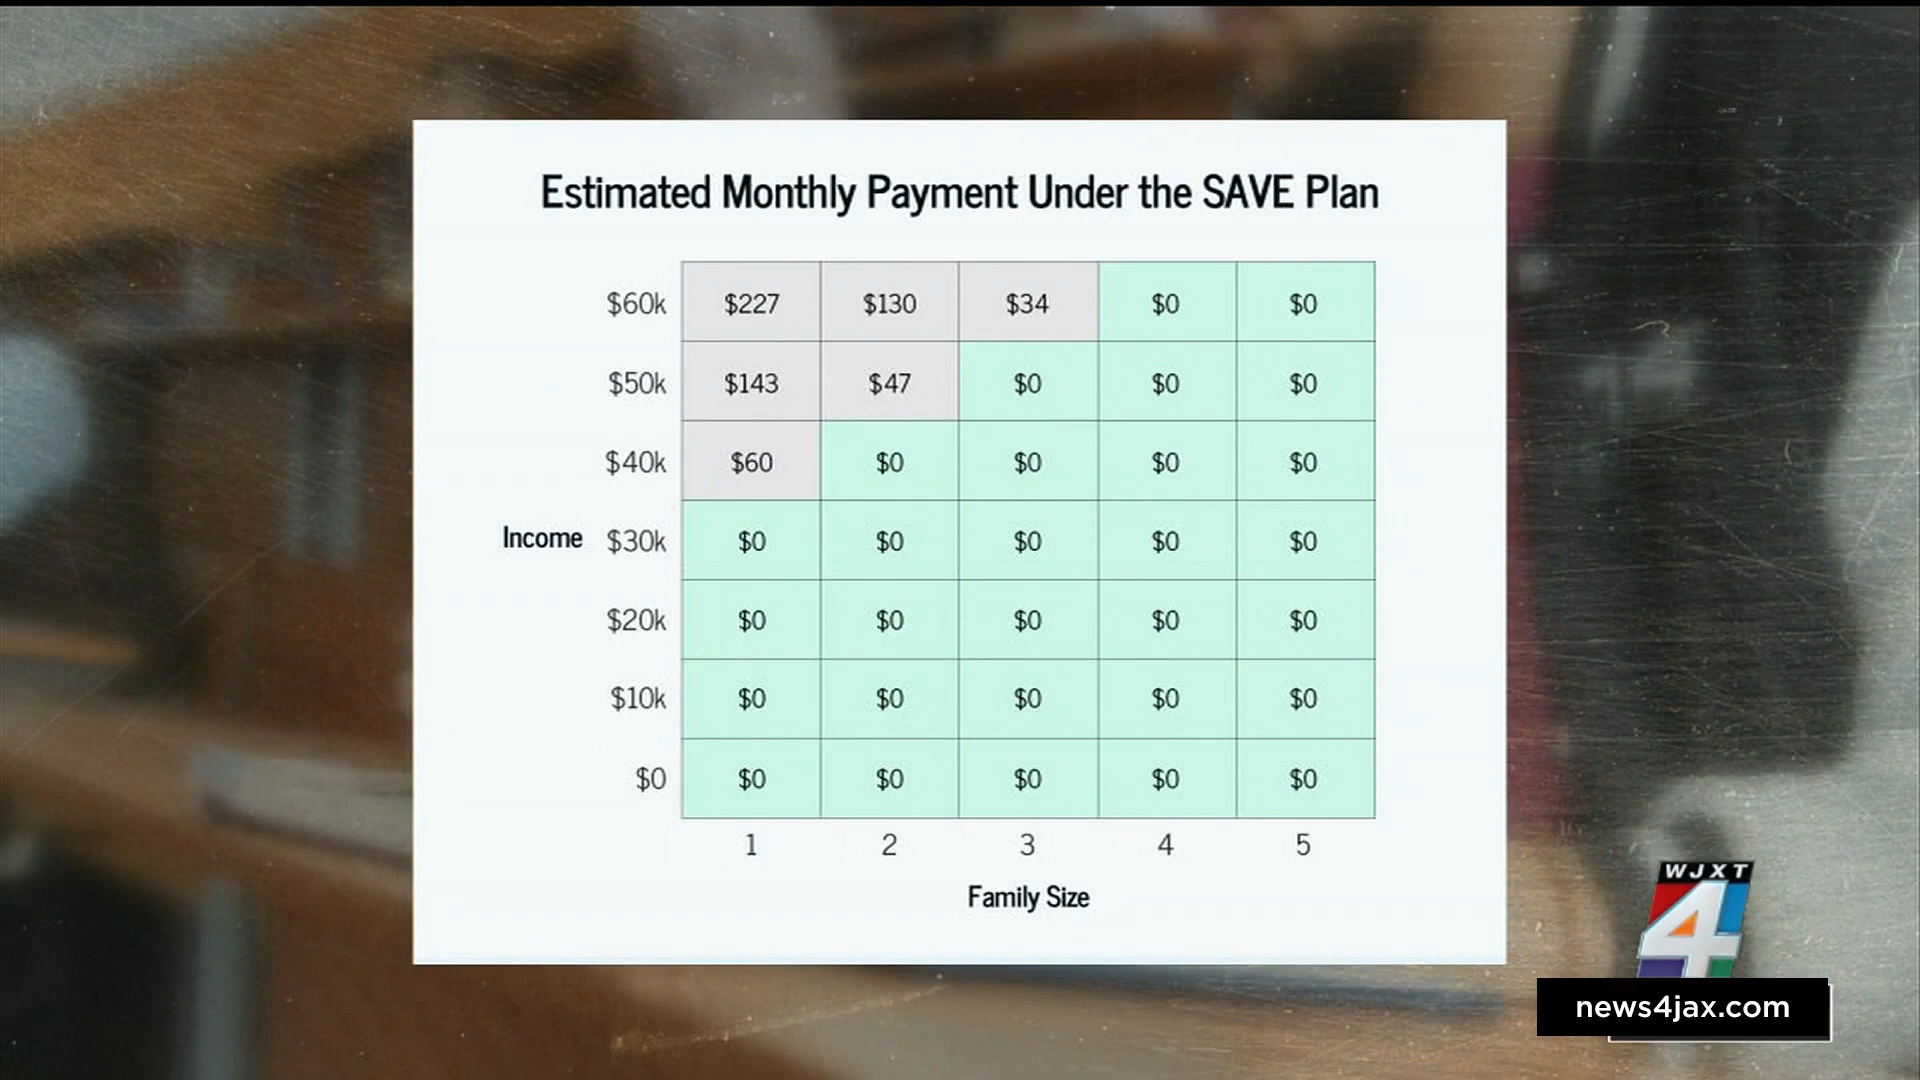 Estimated Monthly Payment Under the SAVE Plan
$60k $227 $130 $34 $0 $0
$50k $143 $47 $0 $0 $0
$40k $60 $0 $0 $0 $0
Income $30k $0 $0 $0 $0 $0
$20k $0 $0 $0 $0 $0
$10k $0 $0 $0 $0 $0
$0 $0 $0 $0 $0 $0
1 2 3 4 5
Family Size
WJXT
4
news4jax.com